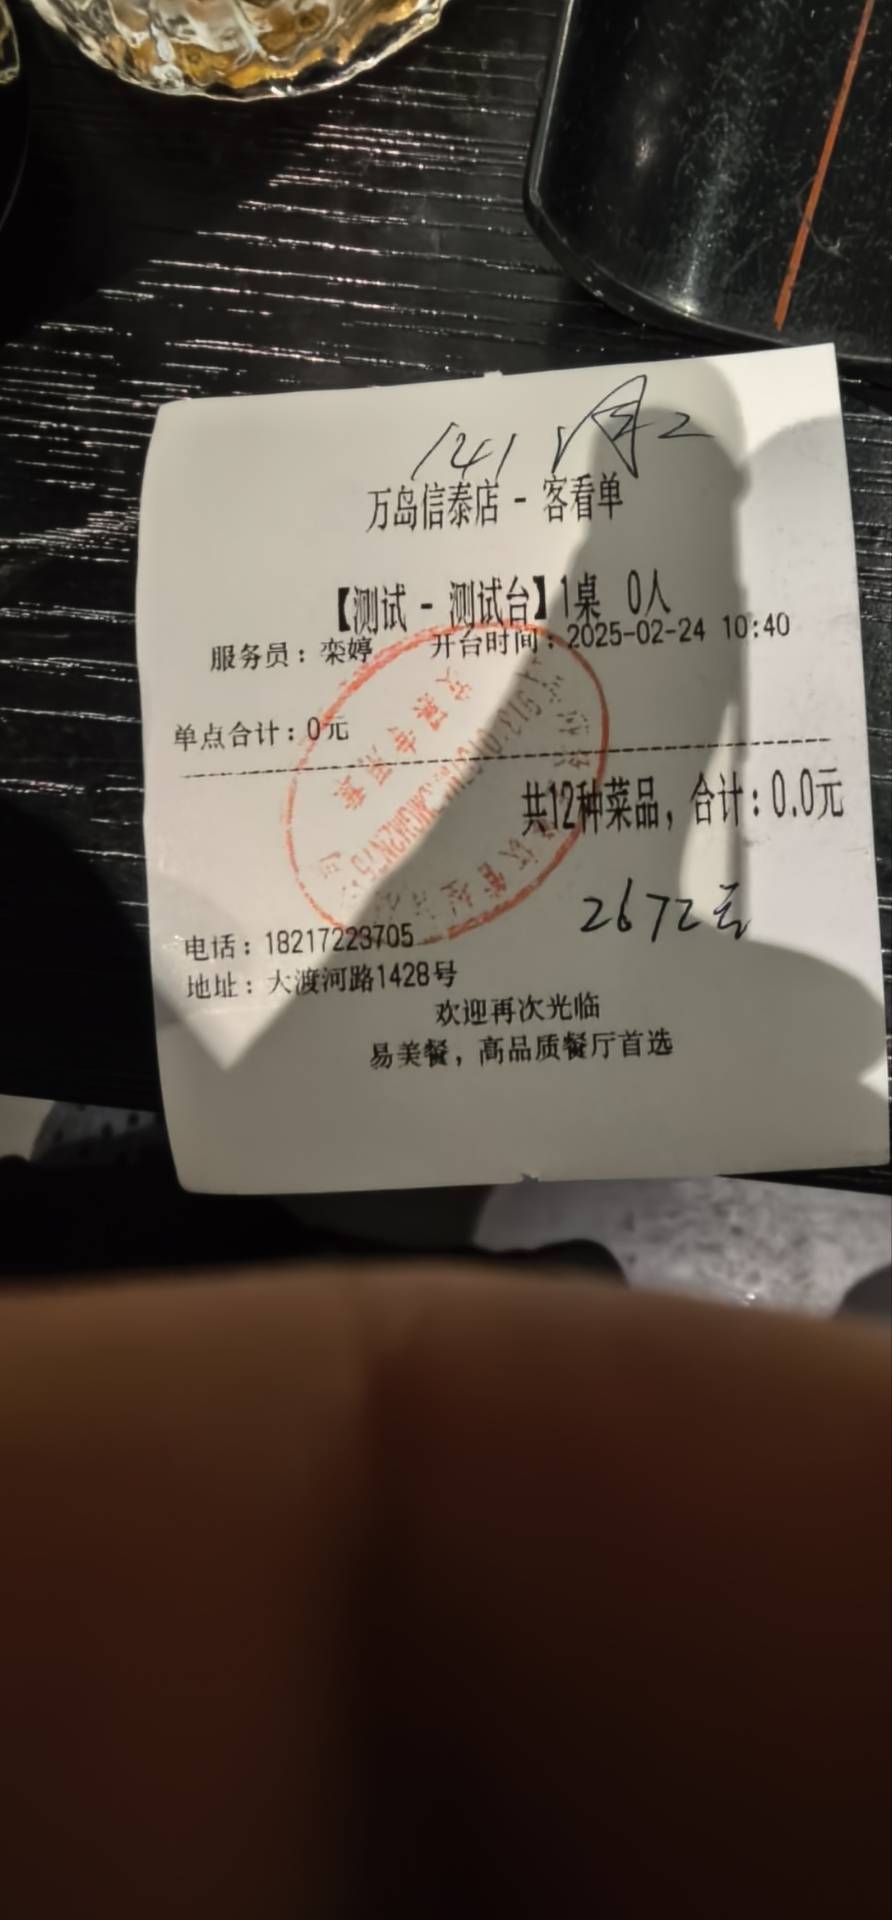 141
万岛信泰店 - 客看单
【测试 - 测试台】1桌 0人
服务员：栾婷 开台时间：2025-02-24 10:40
单点合计：0元
共12种菜品，合计：0.0元
2672元
电话：18217223705
地址：大渡河路1428号
欢迎再次光临
易美餐，高品质餐厅首选